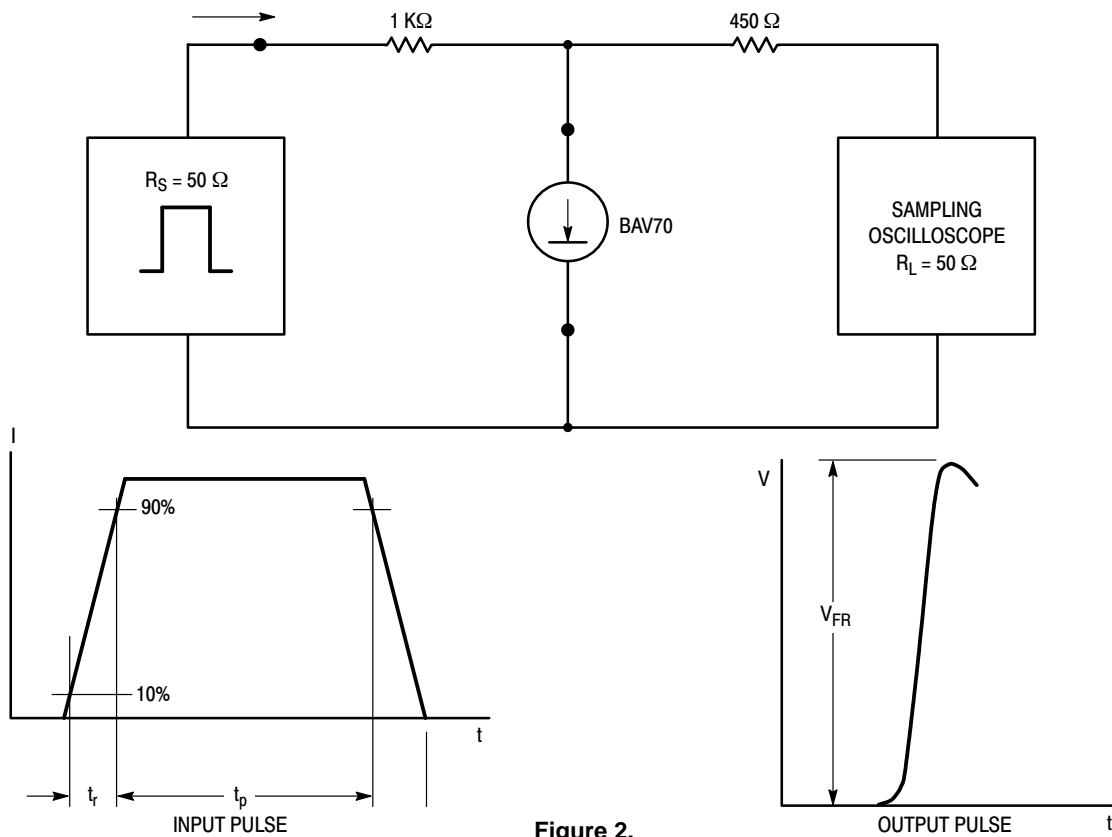 1 KΩ
450 Ω
R_S = 50 Ω
BAV70
SAMPLING
OSCILLOSCOPE
R_L = 50 Ω
I
90%
10%
t
t_r
t_p
INPUT PULSE
Figure 2.
V
V_FR
OUTPUT PULSE
t